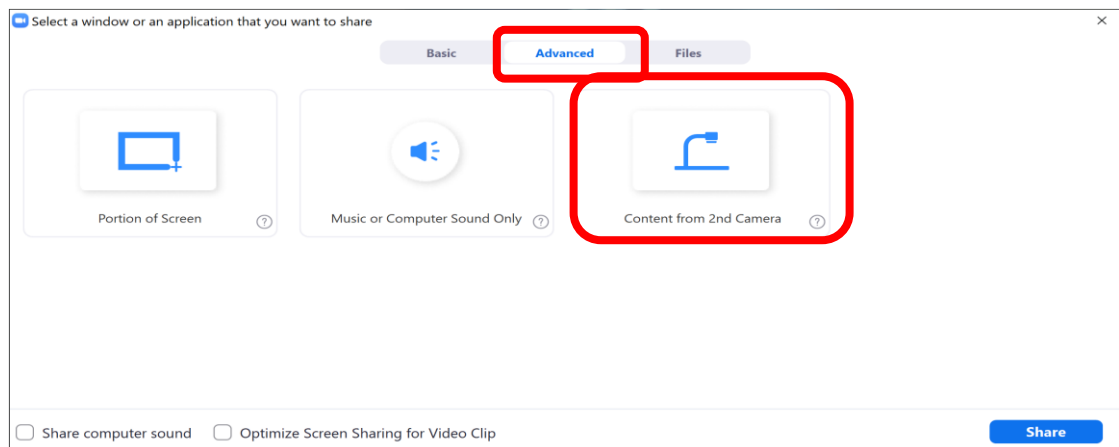 Select a window or an application that you want to share
Basic Advanced Files
Portion of Screen ? Music or Computer Sound Only ? Content from 2nd Camera ?
Share computer sound Optimize Screen Sharing for Video Clip Share